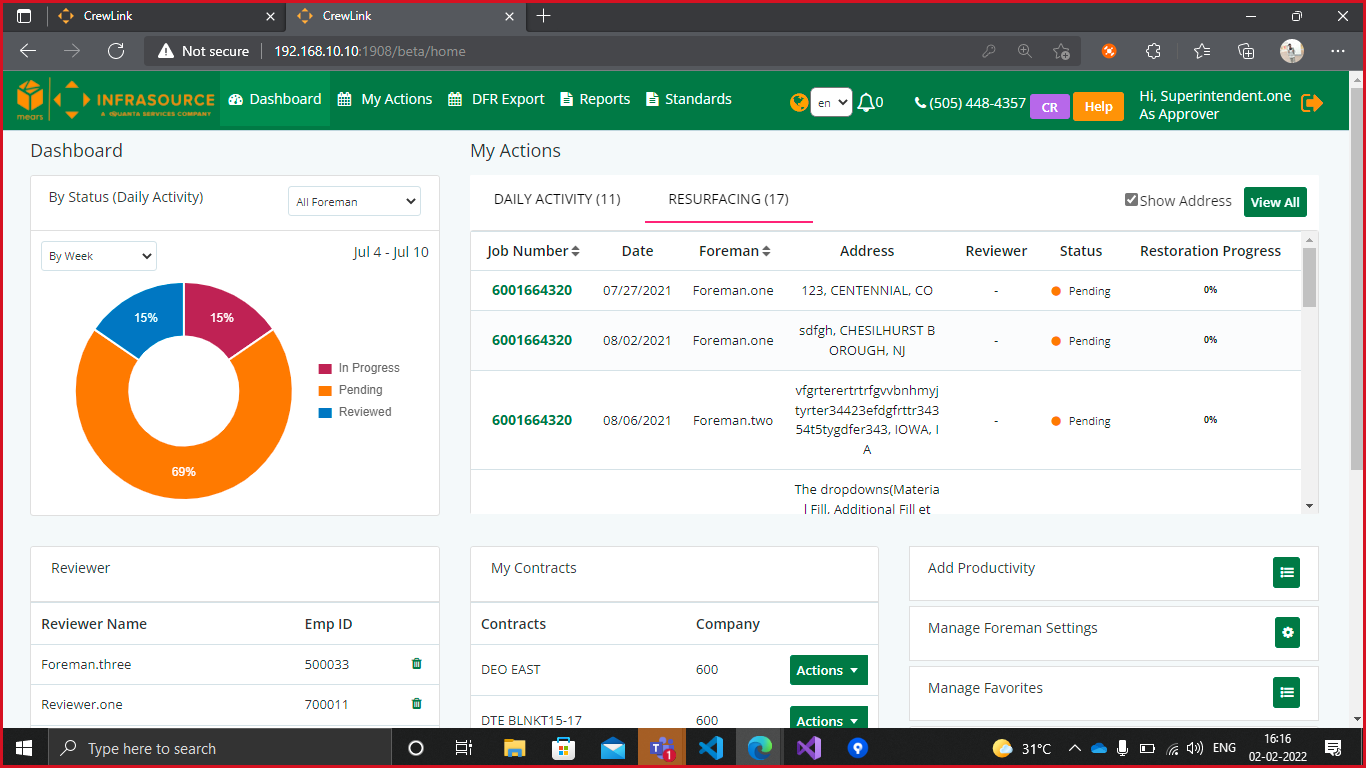 CrewLink
CrewLink
Not secure 192.168.10.10:1908/beta/home
mears
INFRASOURCE
A QUANTA SERVICES COMPANY
Dashboard My Actions DFR Export Reports Standards
en 0 (505) 448-4357 CR Help
Hi, Superintendent.one
As Approver
Dashboard
By Status (Daily Activity) All Foreman
By Week Jul 4 - Jul 10
15% 15%
69%
In Progress
Pending
Reviewed
My Actions
DAILY ACTIVITY (11) RESURFACING (17) Show Address View All
Job Number Date Foreman Address Reviewer Status Restoration Progress
6001664320 07/27/2021 Foreman.one 123, CENTENNIAL, CO - Pending 0%
sdfgh, CHESILHURST B
6001664320 08/02/2021 Foreman.one - Pending 0%
OROUGH, NJ
vfgrterertrtrfgvvbnhmyj
tyrter34423efdgfrttr343
6001664320 08/06/2021 Foreman.two - Pending 0%
54t5tygdfer343, IOWA, I
A
The dropdowns(Materia
l Fill, Additional Fill et
Reviewer
Reviewer Name Emp ID
Foreman.three 500033
Reviewer.one 700011
My Contracts
Contracts Company
DEO EAST 600 Actions
DTE BLNKT15-17 600 Actions
Add Productivity
Manage Foreman Settings
Manage Favorites
Type here to search
1
31°C ENG
16:16
02-02-2022